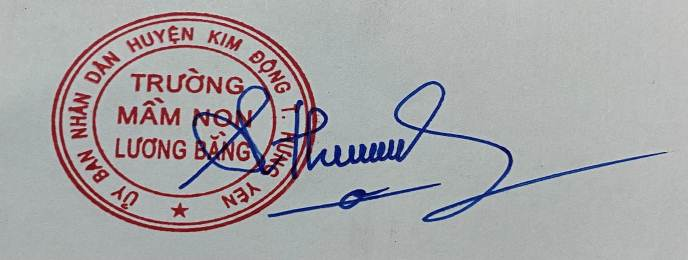 ỦY BAN NHÂN DÂN HUYỆN KIM ĐỘNG T. HƯNG YÊN
TRƯỜNG
MẦM NON
LƯƠNG BẰNG